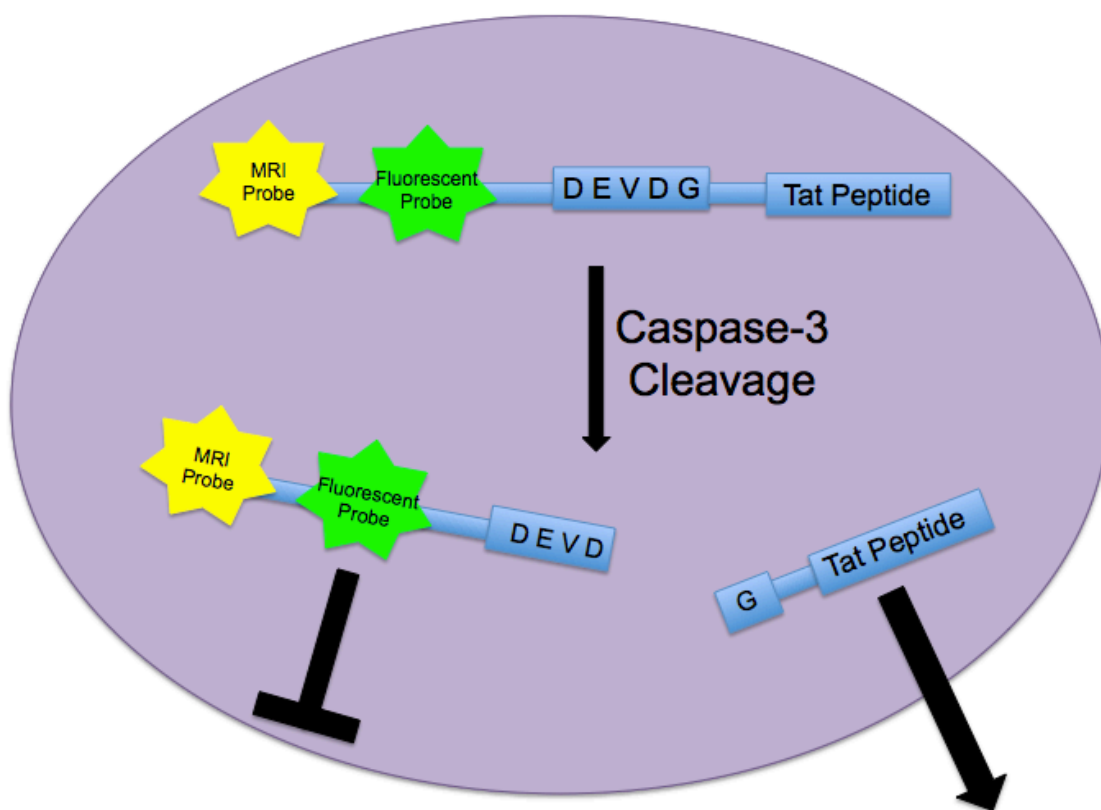 MRI
Probe
Fluorescent
Probe
D E V D G
Tat Peptide
Caspase-3
Cleavage
MRI
Probe
Fluorescent
Probe
D E V D
G
Tat Peptide